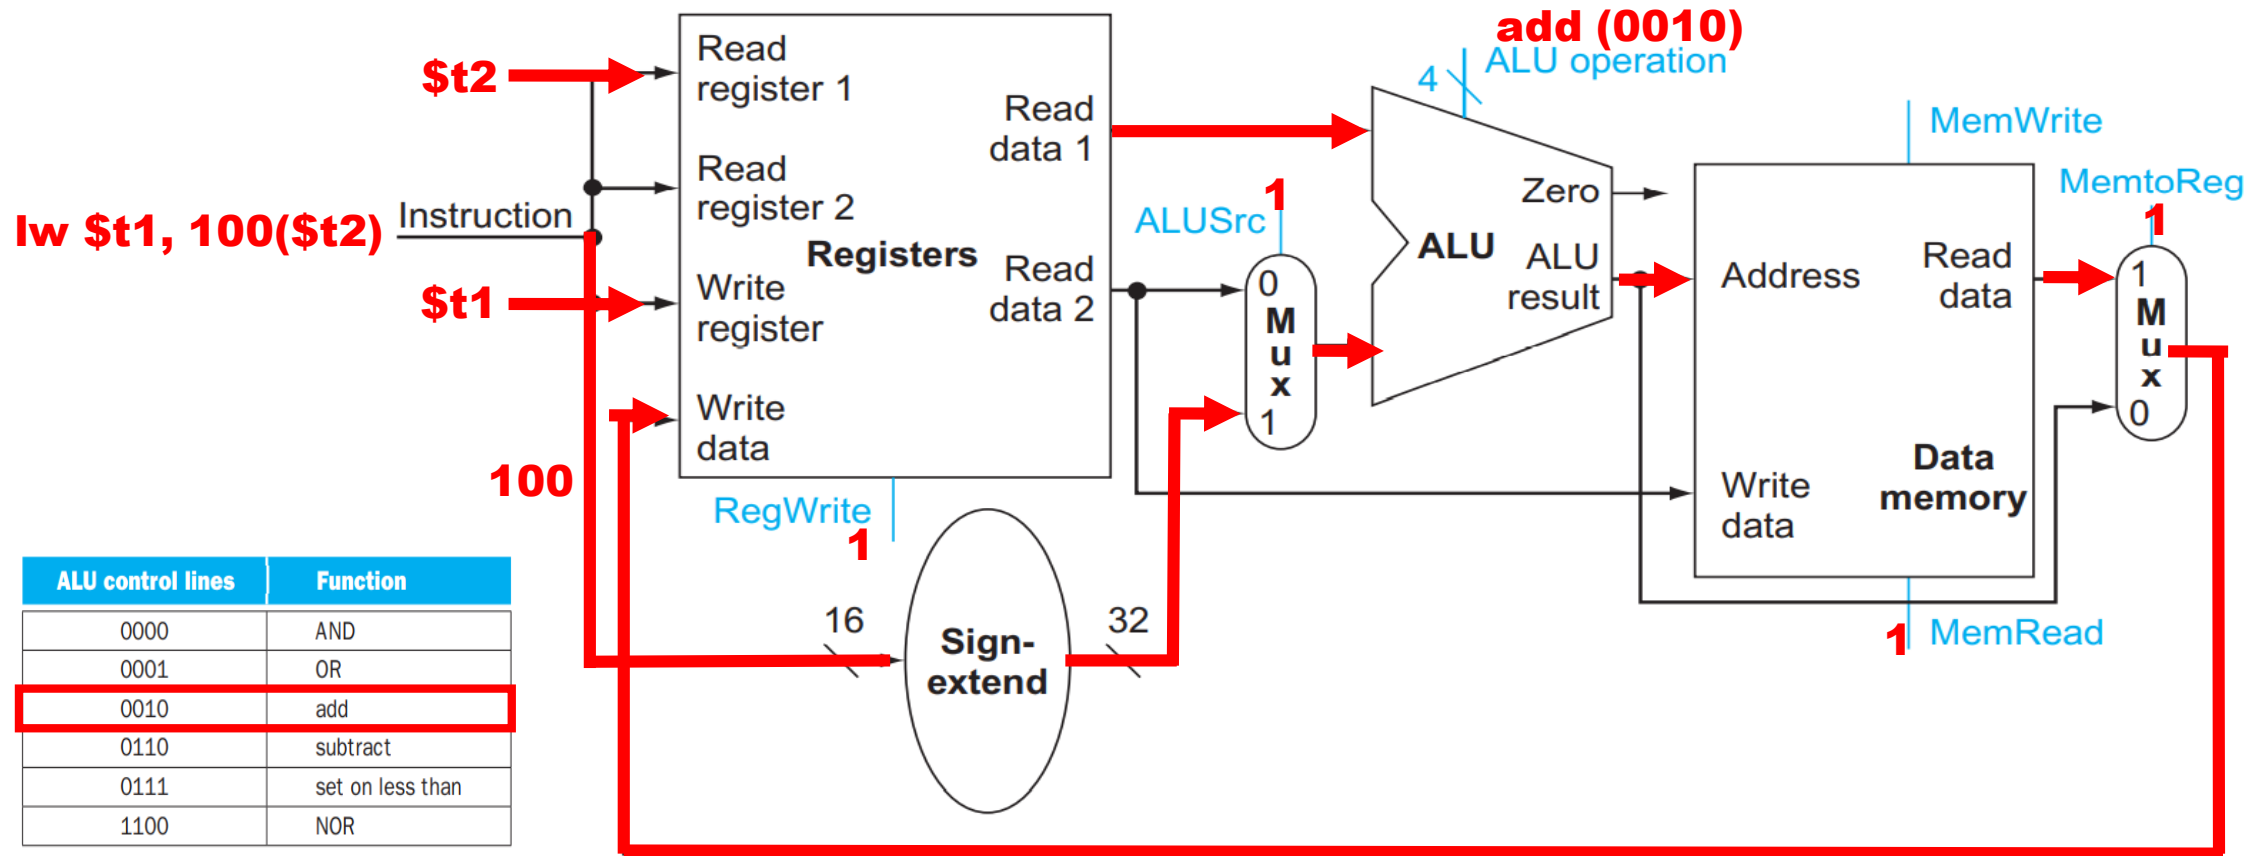 add (0010)
ALU operation
4
$t2
Read
register 1
Read
data 1
MemWrite
Read
register 2
Zero
MemtoReg
1
1
ALUSrc
lw $t1, 100($t2)
Instruction
Registers
ALU
ALU
result
Address
Read
data
Read
data 2
0
1
$t1
Write
register
M
u
x
M
u
x
Write
data
1
0
100
Data
memory
Write
data
RegWrite
1
16
32
Sign-
extend
1
MemRead
ALU control lines Function
0000 AND
0001 OR
0010 add
0110 subtract
0111 set on less than
1100 NOR